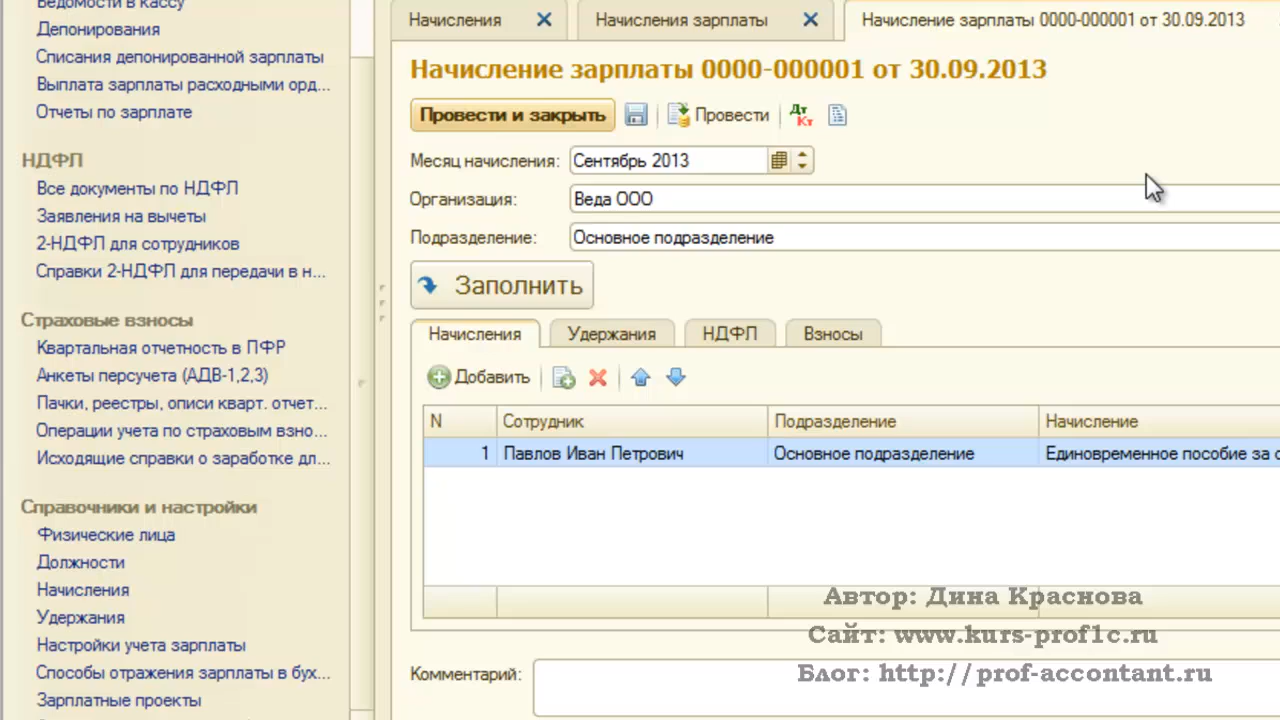 Ведомости в кассу
Депонирования
Списания депонированной зарплаты
Выплата зарплаты расходными орд...
Отчеты по зарплате
НДФЛ
Все документы по НДФЛ
Заявления на вычеты
2-НДФЛ для сотрудников
Справки 2-НДФЛ для передачи в н...
Страховые взносы
Квартальная отчетность в ПФР
Анкеты персучета (АДВ-1,2,3)
Пачки, реестры, описи кварт. отчет...
Операции учета по страховым взно...
Исходящие справки о заработке дл...
Справочники и настройки
Физические лица
Должности
Начисления
Удержания
Настройки учета зарплаты
Способы отражения зарплаты в бух...
Зарплатные проекты
Начисления
Начисления зарплаты
Начисление зарплаты 0000-000001 от 30.09.2013
Начисление зарплаты 0000-000001 от 30.09.2013
Провести и закрыть
Провести
Дт
Кт
Месяц начисления: Сентябрь 2013
Организация: Веда ООО
Подразделение: Основное подразделение
Заполнить
Начисления Удержания НДФЛ Взносы
Добавить
N Сотрудник Подразделение Начисление
1 Павлов Иван Петрович Основное подразделение Единовременное пособие за
Автор: Дина Краснова
Сайт: www.kurs-prof1c.ru
Комментарий:
Блог: http://prof-accontant.ru